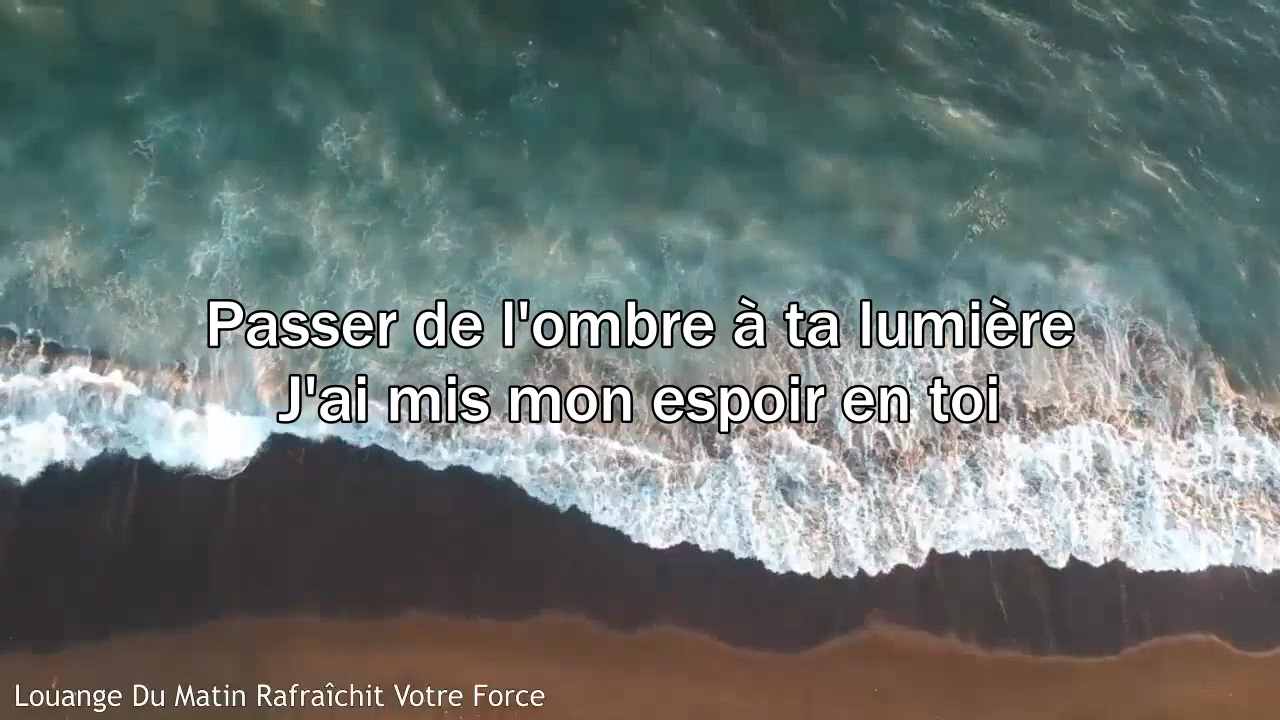 Passer de l'ombre à ta lumière
J'ai mis mon espoir en toi
Louange Du Matin Rafraîchit Votre Force